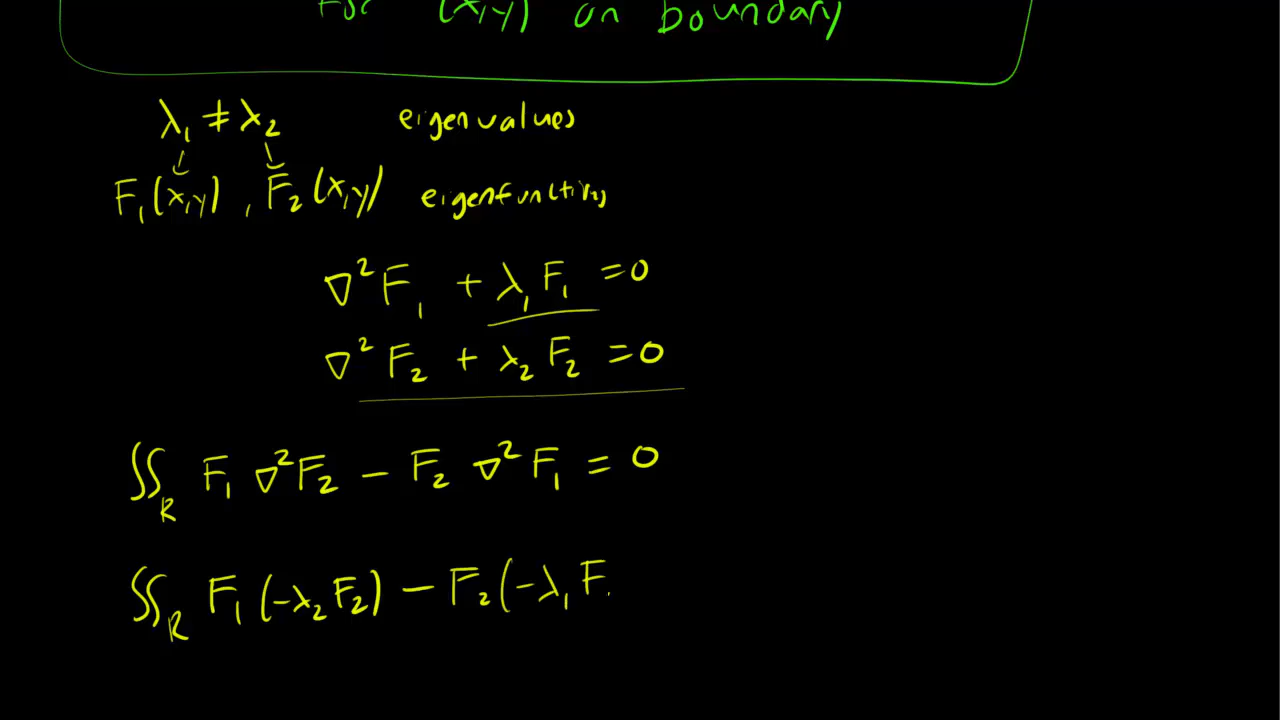 For (x,y) on boundary
λ₁ ≠ λ₂ eigenvalues
F₁(x,y), F₂(x,y) eigenfunctions
∇²F₁ + λ₁F₁ = 0
∇²F₂ + λ₂F₂ = 0
∬_R F₁ ∇²F₂ − F₂ ∇²F₁ = 0
∬_R F₁(−λ₂F₂) − F₂(−λ₁F